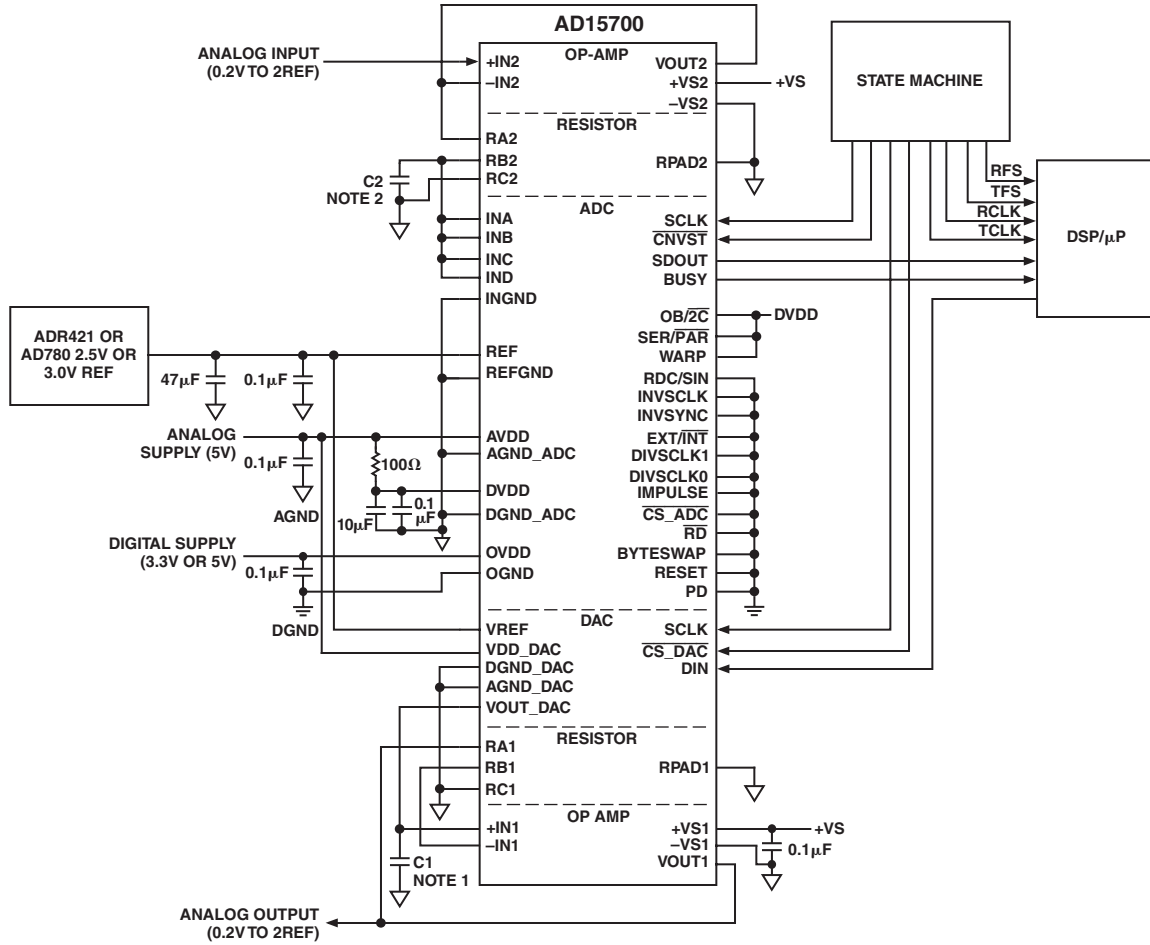 AD15700
ANALOG INPUT
(0.2V TO 2REF)
+IN2
–IN2
OP-AMP
VOUT2
+VS2
+VS
–VS2
STATE MACHINE
RESISTOR
RA2
RB2
RC2
RPAD2
C2
NOTE 2
ADC
INA
INB
INC
IND
INGND
SCLK
CNVST
SDOUT
BUSY
RFS
TFS
RCLK
TCLK
DSP/μP
ADR421 OR
AD780 2.5V OR
3.0V REF
47μF
0.1μF
REF
REFGND
OB/2C
DVDD
SER/PAR
WARP
RDC/SIN
INVSCLK
INVSYNC
EXT/INT
DIVSCLK1
DIVSCLK0
IMPULSE
CS_ADC
RD
BYTESWAP
RESET
PD
ANALOG
SUPPLY (5V)
0.1μF
AGND
100Ω
10μF
0.1
μF
AVDD
AGND_ADC
DVDD
DGND_ADC
DIGITAL SUPPLY
(3.3V OR 5V)
0.1μF
DGND
OVDD
OGND
DAC
VREF
VDD_DAC
DGND_DAC
AGND_DAC
VOUT_DAC
SCLK
CS_DAC
DIN
RESISTOR
RA1
RB1
RC1
RPAD1
OP AMP
+IN1
–IN1
C1
NOTE 1
+VS1
+VS
–VS1
0.1μF
VOUT1
ANALOG OUTPUT
(0.2V TO 2REF)